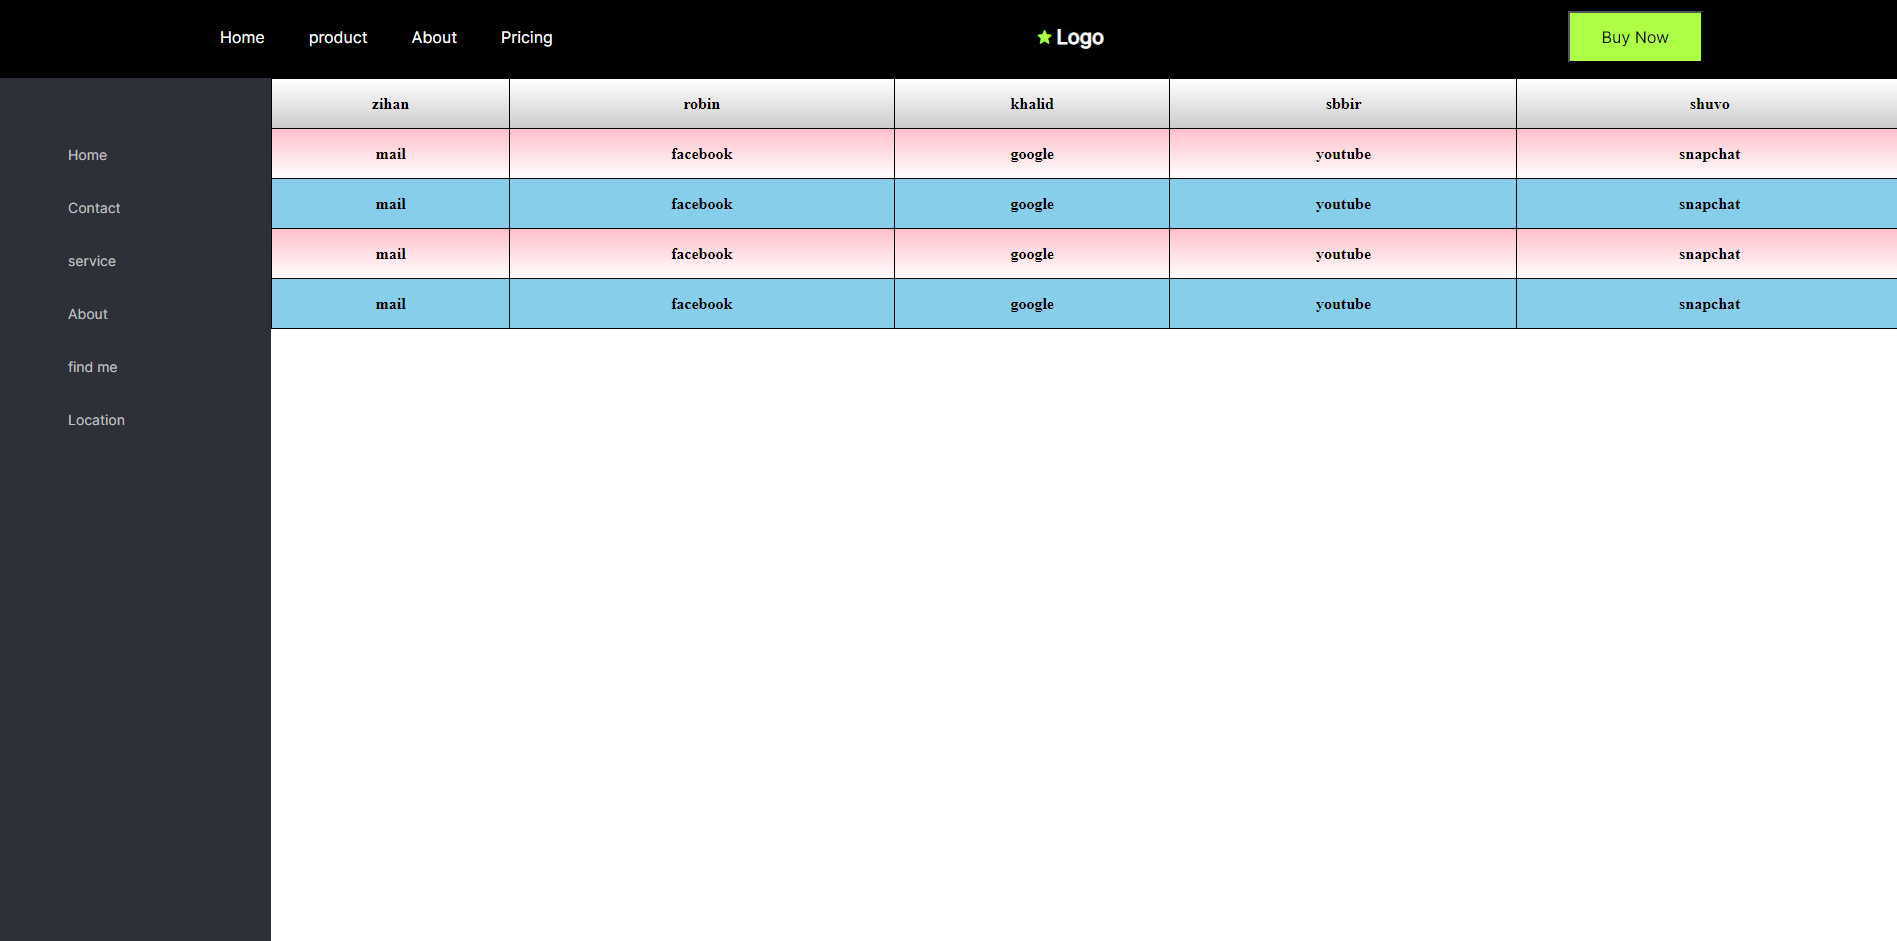 Home product About Pricing Logo Buy Now
Home
Contact
service
About
find me
Location
zihan robin khalid sbbir shuvo
mail facebook google youtube snapchat
mail facebook google youtube snapchat
mail facebook google youtube snapchat
mail facebook google youtube snapchat